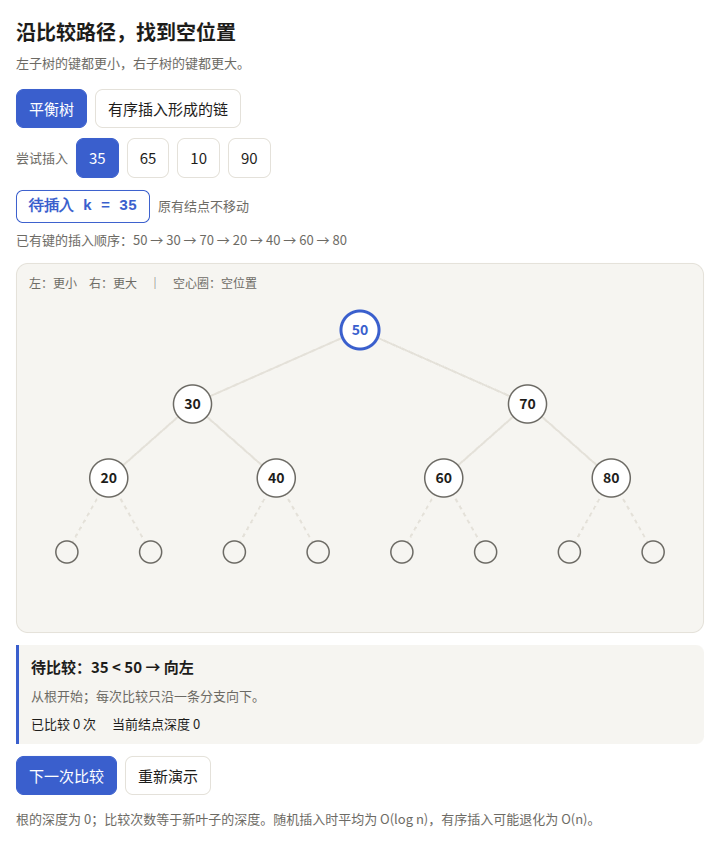 沿比较路径，找到空位置
左子树的键都更小，右子树的键都更大。
平衡树 有序插入形成的链
尝试插入 35 65 10 90
待插入 k = 35 原有结点不移动
已有键的插入顺序：50 → 30 → 70 → 20 → 40 → 60 → 80
左：更小 右：更大 | 空心圈：空位置
50
30 70
20 40 60 80
待比较：35 < 50 → 向左
从根开始；每次比较只沿一条分支向下。
已比较 0 次 当前结点深度 0
下一次比较 重新演示
根的深度为 0；比较次数等于新叶子的深度。随机插入时平均为 O(log n)，有序插入可能退化为 O(n)。